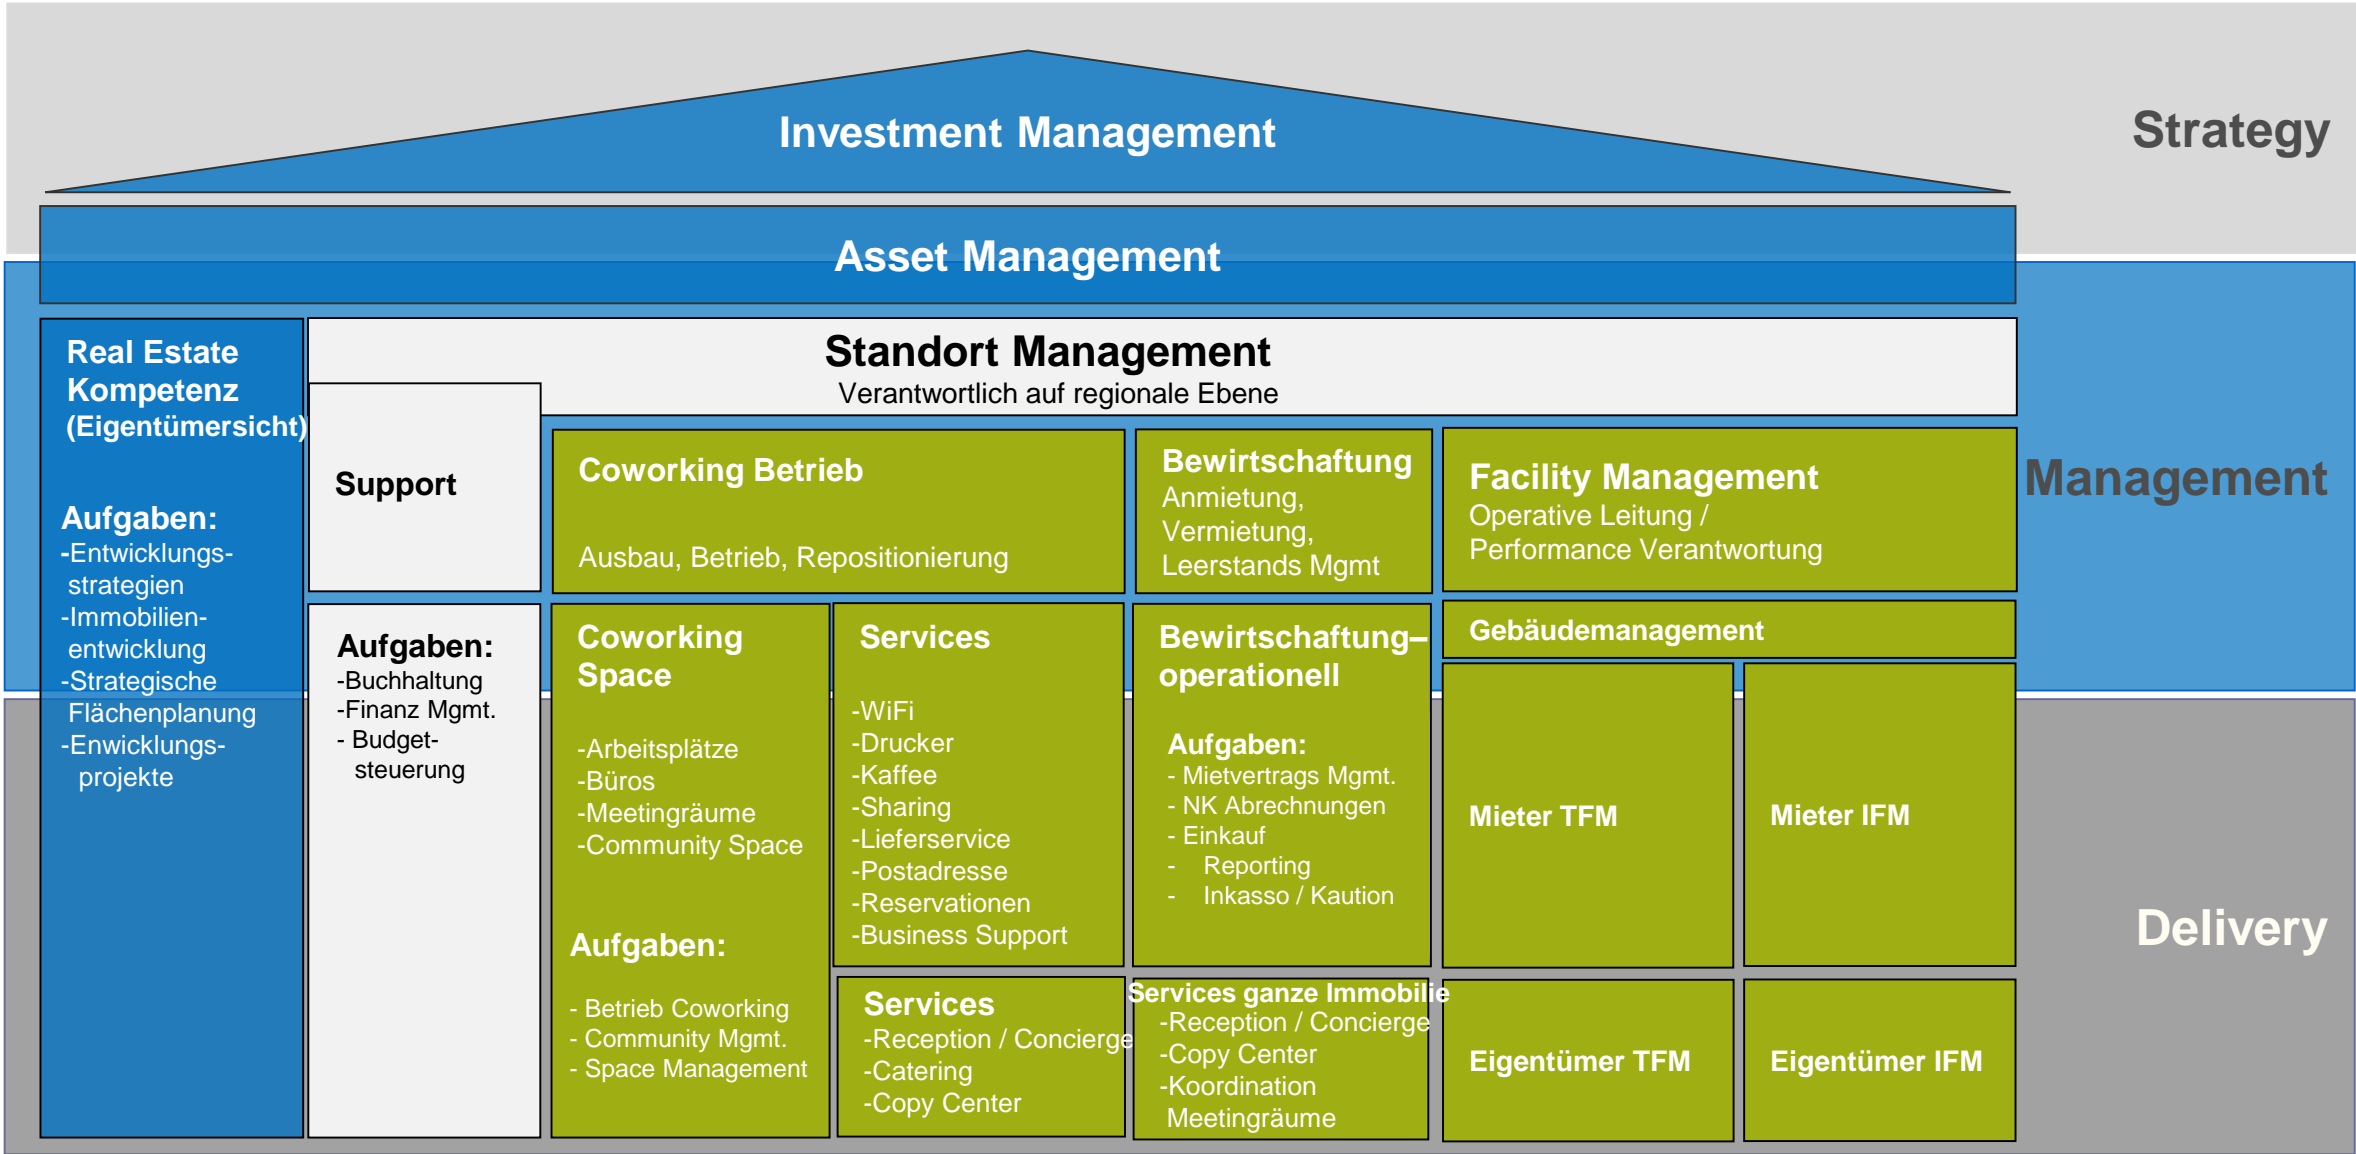 Investment Management
Strategy
Asset Management
Real Estate
Kompetenz
(Eigentümersicht)
Aufgaben:
-Entwicklungs-
strategien
-Immobilien-
entwicklung
-Strategische
Flächenplanung
-Enwicklungs-
projekte
Standort Management
Verantwortlich auf regionale Ebene
Support
Aufgaben:
-Buchhaltung
-Finanz Mgmt.
- Budget-
steuerung
Coworking Betrieb
Ausbau, Betrieb, Repositionierung
Coworking
Space
-Arbeitsplätze
-Büros
-Meetingräume
-Community Space
Aufgaben:
- Betrieb Coworking
- Community Mgmt.
- Space Management
Services
-WiFi
-Drucker
-Kaffee
-Sharing
-Lieferservice
-Postadresse
-Reservationen
-Business Support
Services
-Reception / Concierge
-Catering
-Copy Center
Bewirtschaftung
Anmietung,
Vermietung,
Leerstands Mgmt
Bewirtschaftung–
operationell
Aufgaben:
- Mietvertrags Mgmt.
- NK Abrechnungen
- Einkauf
- Reporting
- Inkasso / Kaution
Services ganze Immobilie
-Reception / Concierge
-Copy Center
-Koordination
Meetingräume
Facility Management
Operative Leitung /
Performance Verantwortung
Gebäudemanagement
Mieter TFM
Mieter IFM
Eigentümer TFM
Eigentümer IFM
Management
Delivery